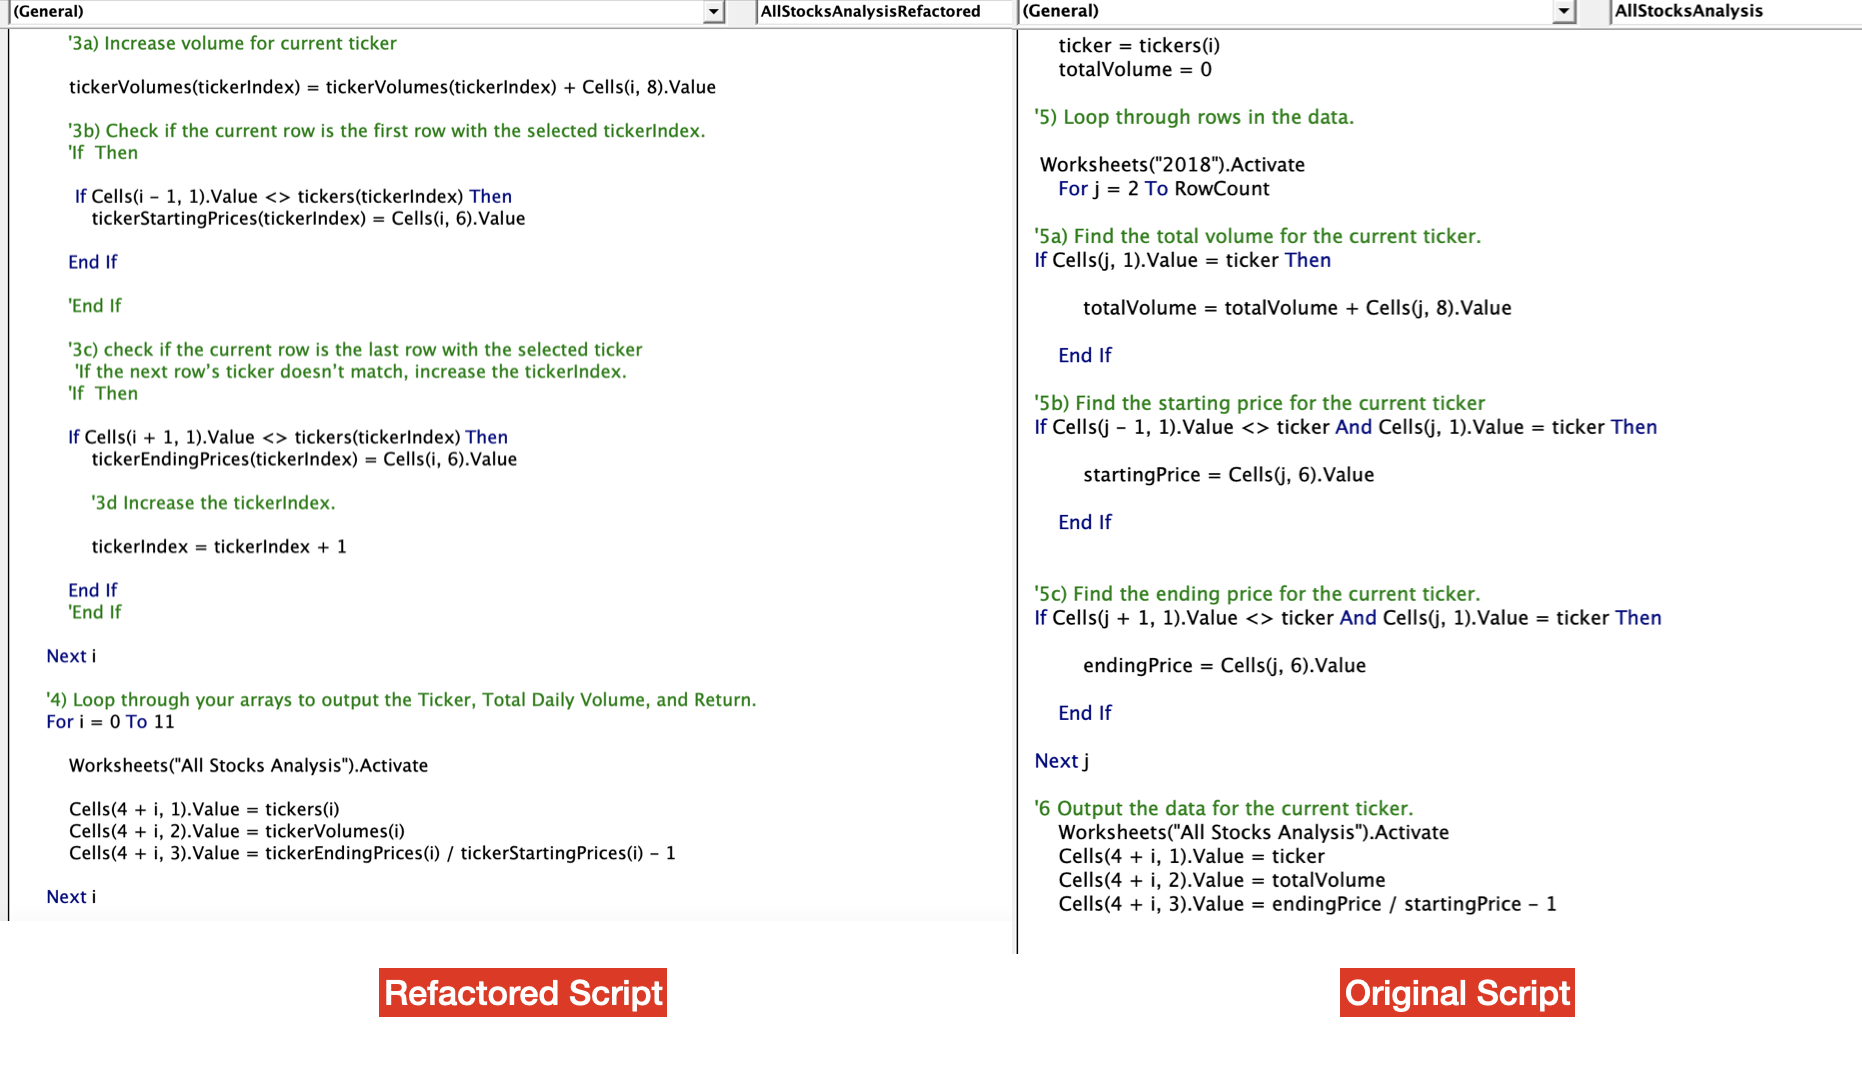 (General)
AllStocksAnalysisRefactored
'3a) Increase volume for current ticker
tickerVolumes(tickerIndex) = tickerVolumes(tickerIndex) + Cells(i, 8).Value
'3b) Check if the current row is the first row with the selected tickerIndex.
'If  Then
If Cells(i - 1, 1).Value <> tickers(tickerIndex) Then
tickerStartingPrices(tickerIndex) = Cells(i, 6).Value
End If
'End If
'3c) check if the current row is the last row with the selected ticker
'If the next row’s ticker doesn’t match, increase the tickerIndex.
'If  Then
If Cells(i + 1, 1).Value <> tickers(tickerIndex) Then
tickerEndingPrices(tickerIndex) = Cells(i, 6).Value
'3d Increase the tickerIndex.
tickerIndex = tickerIndex + 1
End If
'End If
Next i
'4) Loop through your arrays to output the Ticker, Total Daily Volume, and Return.
For i = 0 To 11
Worksheets("All Stocks Analysis").Activate
Cells(4 + i, 1).Value = tickers(i)
Cells(4 + i, 2).Value = tickerVolumes(i)
Cells(4 + i, 3).Value = tickerEndingPrices(i) / tickerStartingPrices(i) - 1
Next i
Refactored Script
(General)
AllStocksAnalysis
ticker = tickers(i)
totalVolume = 0
'5) Loop through rows in the data.
Worksheets("2018").Activate
For j = 2 To RowCount
'5a) Find the total volume for the current ticker.
If Cells(j, 1).Value = ticker Then
totalVolume = totalVolume + Cells(j, 8).Value
End If
'5b) Find the starting price for the current ticker
If Cells(j - 1, 1).Value <> ticker And Cells(j, 1).Value = ticker Then
startingPrice = Cells(j, 6).Value
End If
'5c) Find the ending price for the current ticker.
If Cells(j + 1, 1).Value <> ticker And Cells(j, 1).Value = ticker Then
endingPrice = Cells(j, 6).Value
End If
Next j
'6 Output the data for the current ticker.
Worksheets("All Stocks Analysis").Activate
Cells(4 + i, 1).Value = ticker
Cells(4 + i, 2).Value = totalVolume
Cells(4 + i, 3).Value = endingPrice / startingPrice - 1
Original Script